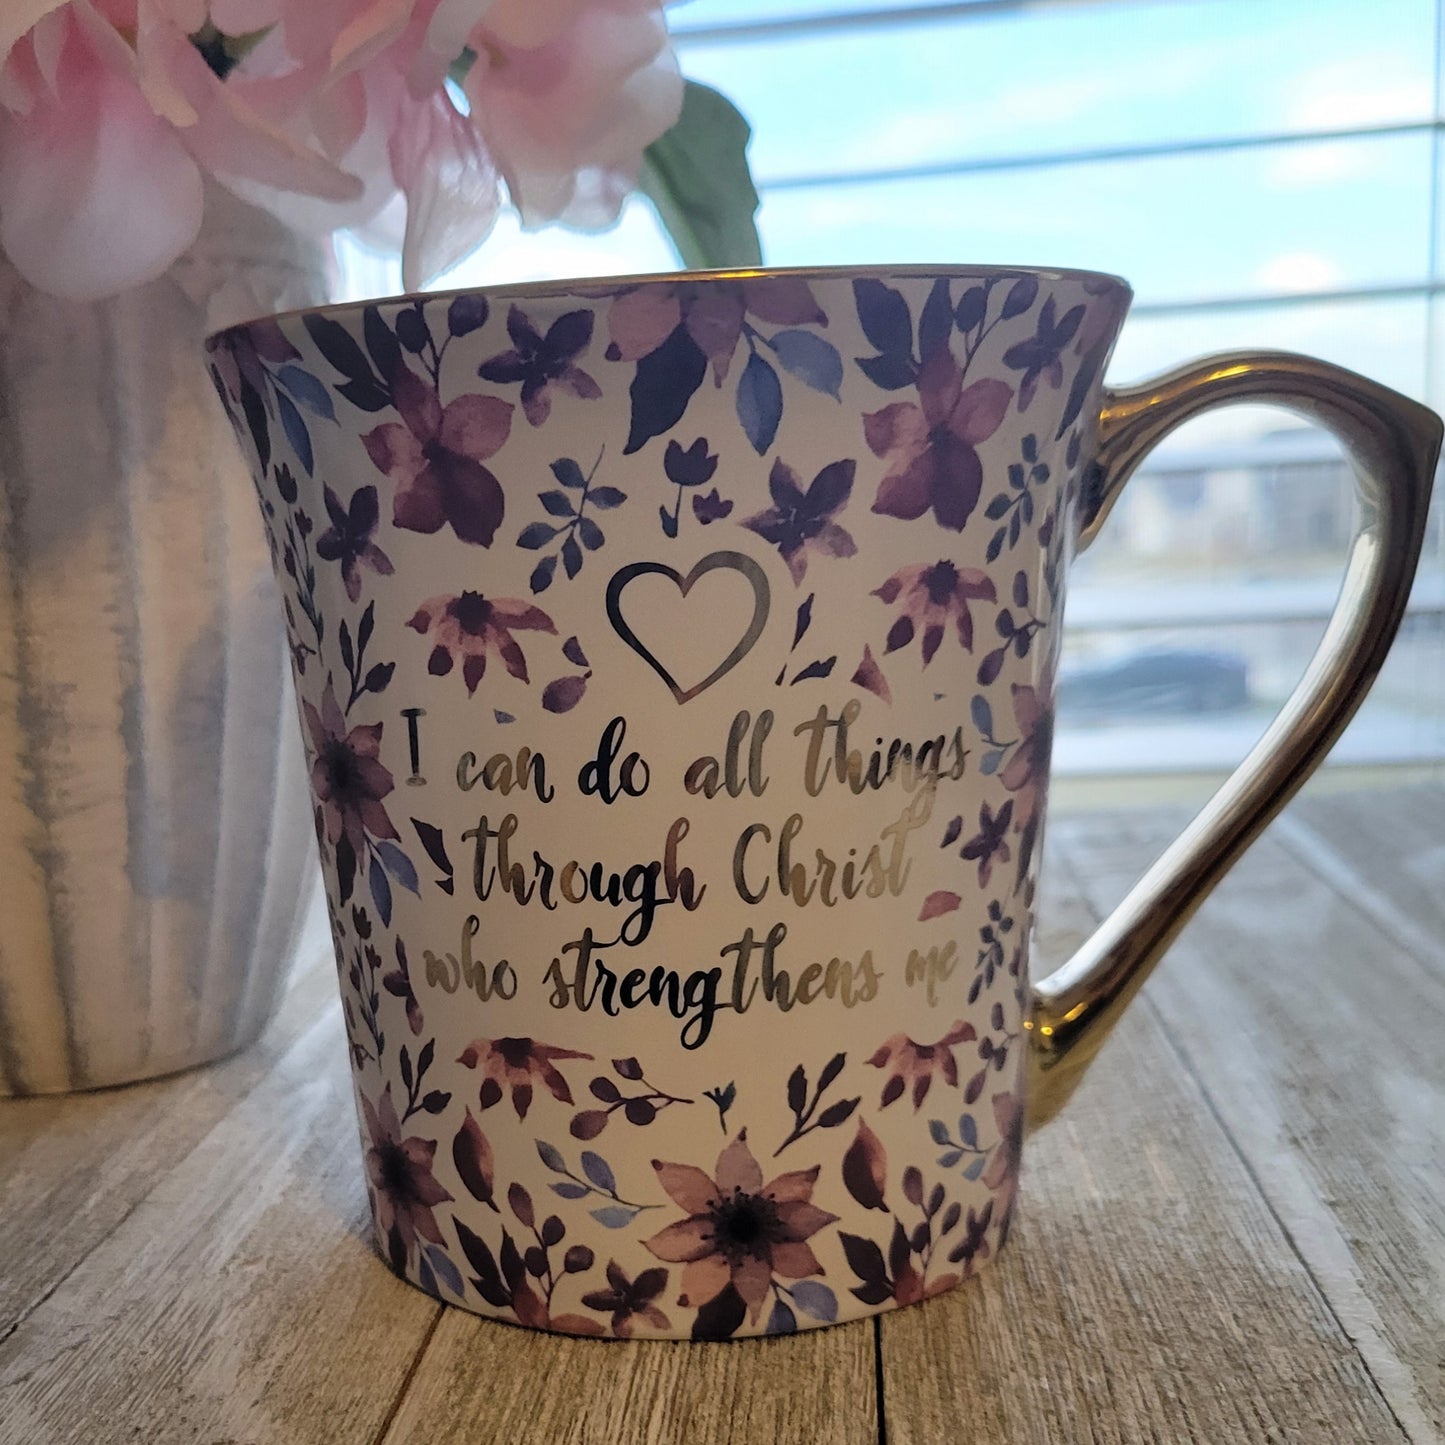 I can do all things
through Christ
who strengthens me